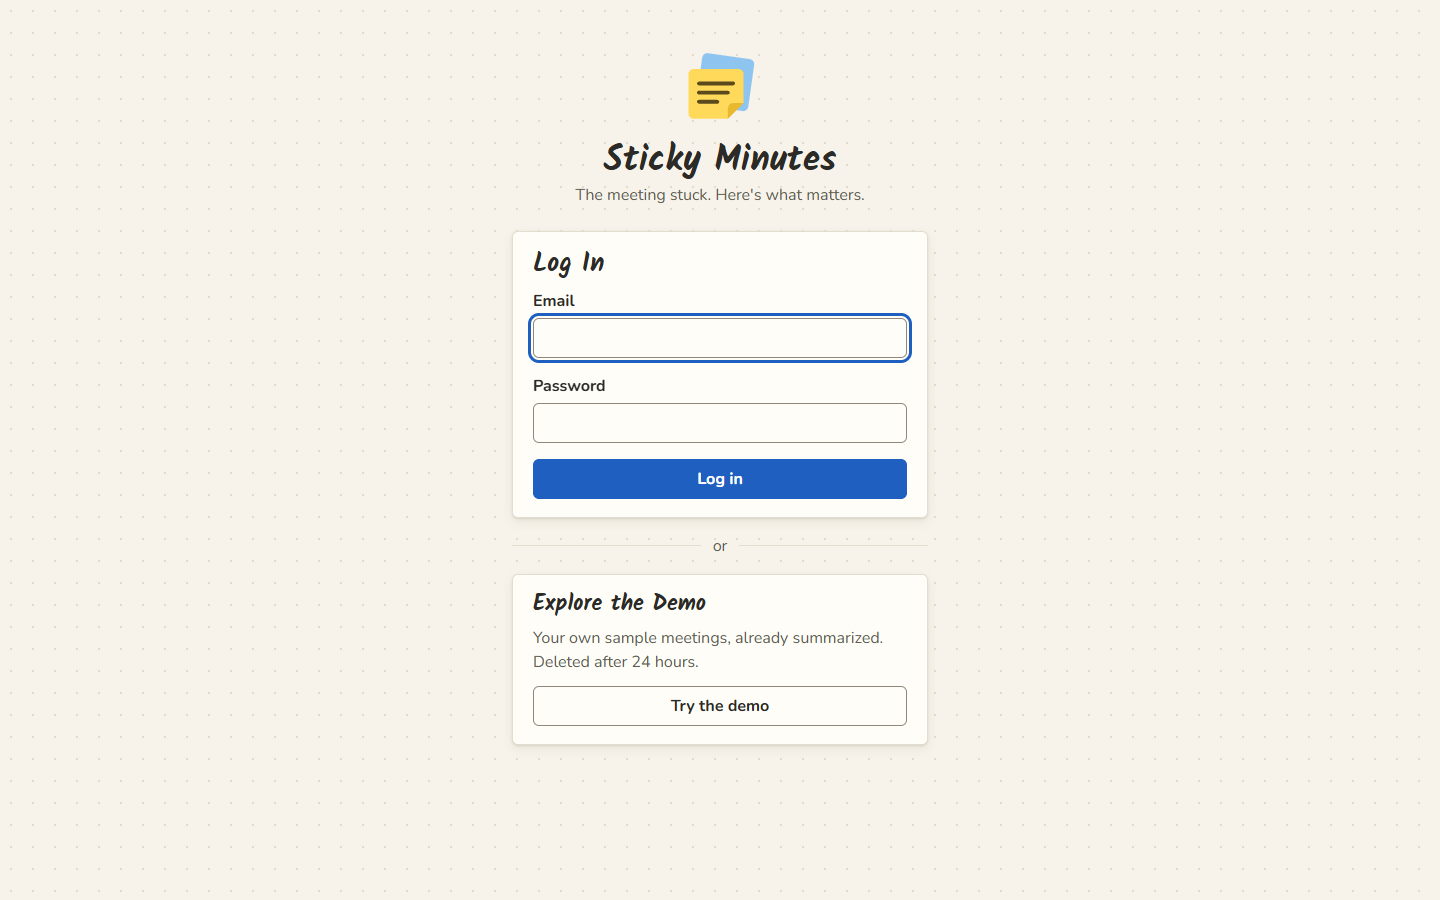 Sticky Minutes
The meeting stuck. Here's what matters.
Log In
Email
Password
Log in
or
Explore the Demo
Your own sample meetings, already summarized.
Deleted after 24 hours.
Try the demo